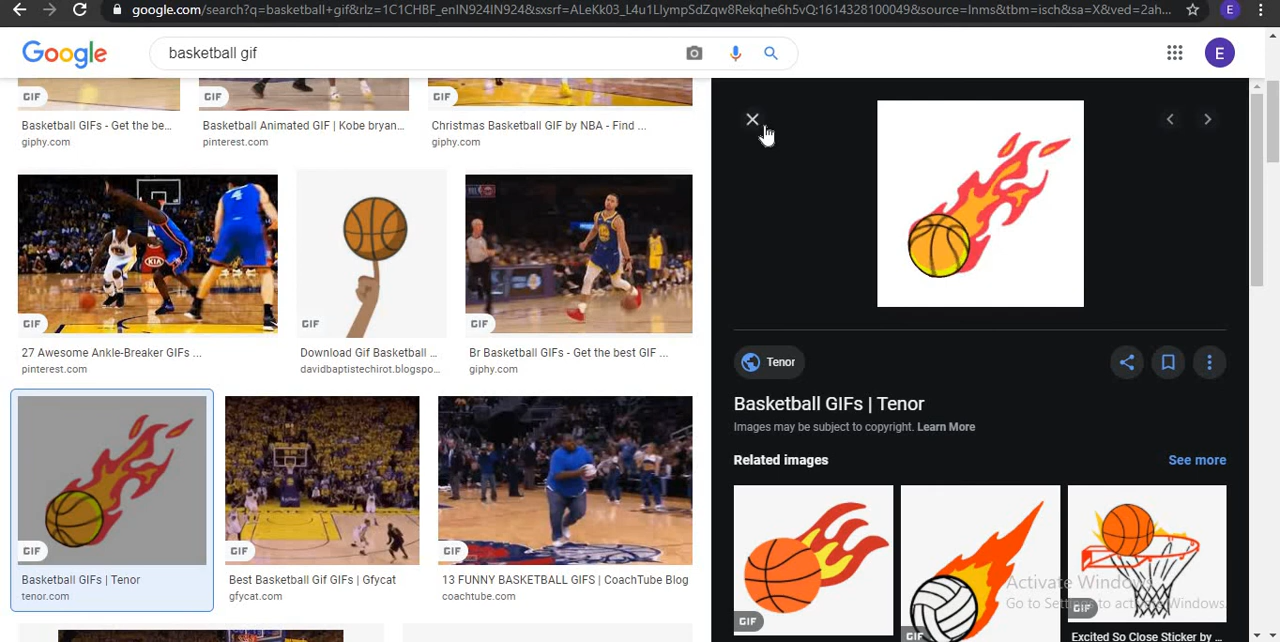 google.com/search?q=basketball+gif&rlz=1C1CHBF_enIN924IN924&sxsrf=ALeKk03_L4u1LlympSdZqw8Rekqhe6h5vQ:1614328100049&source=lnms&tbm=isch&sa=X&ved=2ah...
E
Google
basketball gif
E
GIF
GIF
GIF
Basketball GIFs - Get the be...
giphy.com
Basketball Animated GIF | Kobe bryan...
pinterest.com
Christmas Basketball GIF by NBA - Find ...
giphy.com
4
KIA
GIF
GIF
GIF
27 Awesome Ankle-Breaker GIFs ...
pinterest.com
Download Gif Basketball ...
davidbaptistechirot.blogspo...
Br Basketball GIFs - Get the best GIF ...
giphy.com
GIF
GIF
GIF
Basketball GIFs | Tenor
tenor.com
Best Basketball Gif GIFs | Gfycat
gfycat.com
13 FUNNY BASKETBALL GIFS | CoachTube Blog
coachtube.com
Tenor
Basketball GIFs | Tenor
Images may be subject to copyright. Learn More
Related images
See more
GIF
GIF
GIF
Excited So Close Sticker by ...
Activate Windows
Go to Settings to activate Windows.